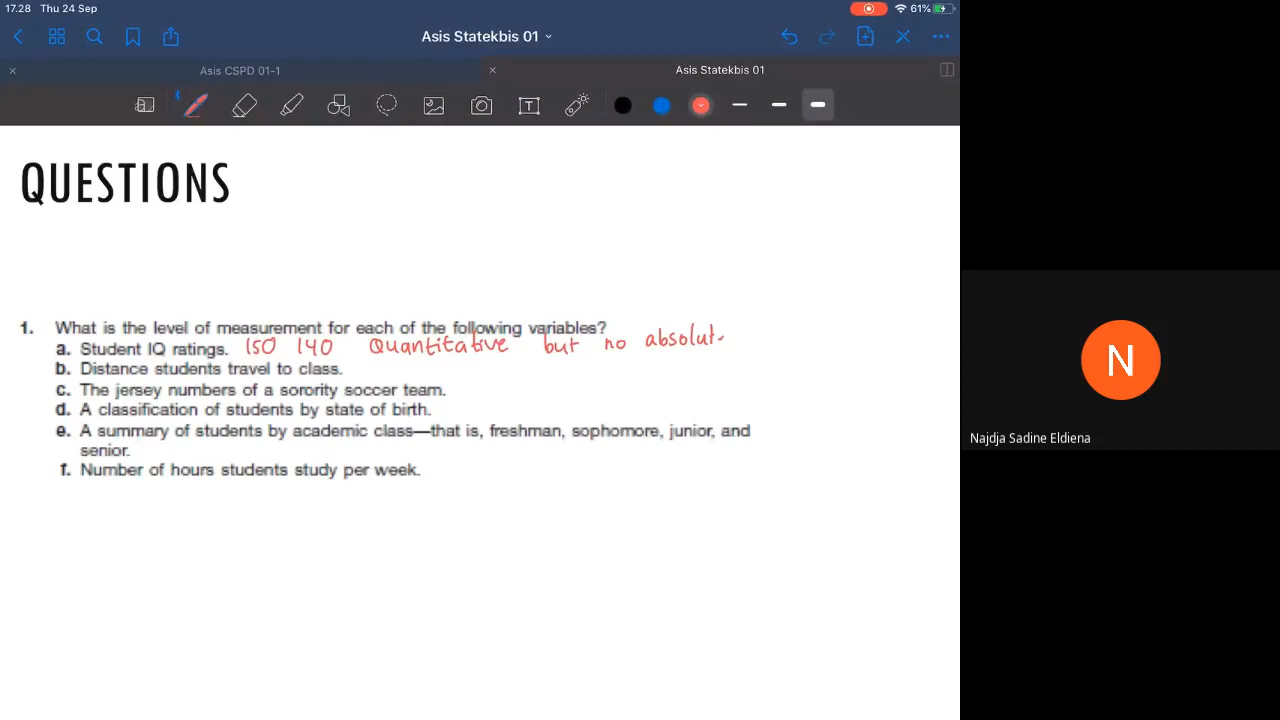 17.28 Thu 24 Sep
61%
Asis Statekbis 01
Asis CSPD 01-1
Asis Statekbis 01
T
QUESTIONS
1. What is the level of measurement for each of the following variables?
a. Student IQ ratings. 150 140 Quantitative but no absolut
b. Distance students travel to class.
c. The jersey numbers of a sorority soccer team.
d. A classification of students by state of birth.
e. A summary of students by academic class—that is, freshman, sophomore, junior, and
senior.
f. Number of hours students study per week.
N
Najdja Sadine Eldiena